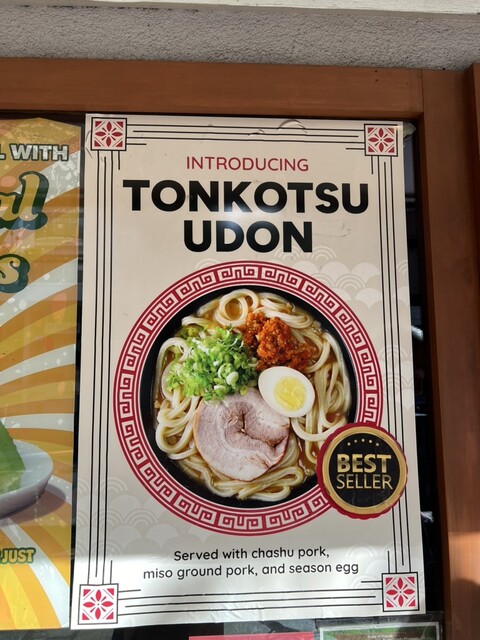 INTRODUCING
TONKOTSU
UDON
BEST
SELLER
Served with chashu pork,
miso ground pork, and season egg
WITH
JUST